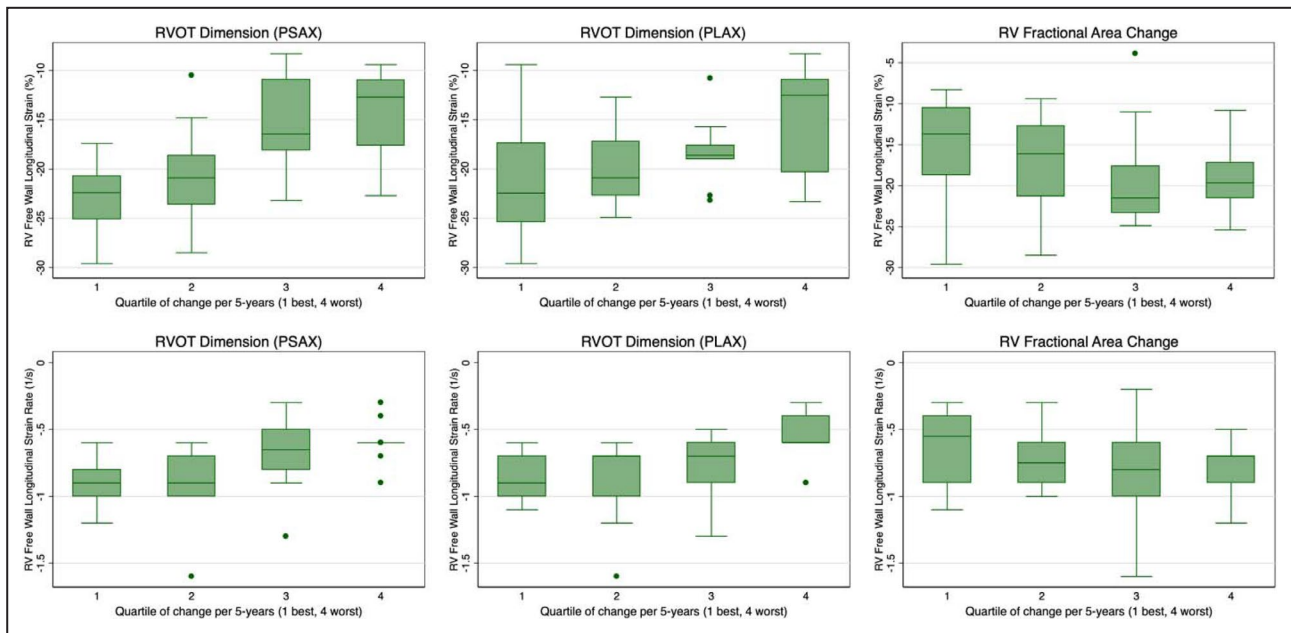 RVOT Dimension (PSAX)
RV Free Wall Longitudinal Strain (%)
-10
-15
-20
-25
-30
1 2 3 4
Quartile of change per 5-years (1 best, 4 worst)
RVOT Dimension (PLAX)
RV Free Wall Longitudinal Strain (%)
-10
-15
-20
-25
-30
1 2 3 4
Quartile of change per 5-years (1 best, 4 worst)
RV Fractional Area Change
RV Free Wall Longitudinal Strain (%)
-5
-10
-15
-20
-25
-30
1 2 3 4
Quartile of change per 5-years (1 best, 4 worst)
RVOT Dimension (PSAX)
RV Free Wall Longitudinal Strain Rate (1/s)
0
-.5
-1
-1.5
1 2 3 4
Quartile of change per 5-years (1 best, 4 worst)
RVOT Dimension (PLAX)
RV Free Wall Longitudinal Strain Rate (1/s)
0
-.5
-1
-1.5
1 2 3 4
Quartile of change per 5-years (1 best, 4 worst)
RV Fractional Area Change
RV Free Wall Longitudinal Strain Rate (1/s)
0
-.5
-1
-1.5
1 2 3 4
Quartile of change per 5-years (1 best, 4 worst)